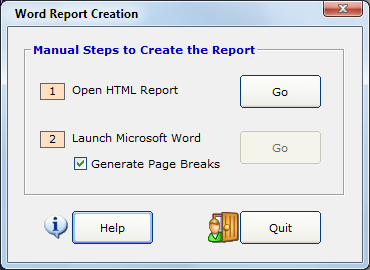 Word Report Creation
Manual Steps to Create the Report
1 Open HTML Report Go
2 Launch Microsoft Word Go
Generate Page Breaks
Help Quit